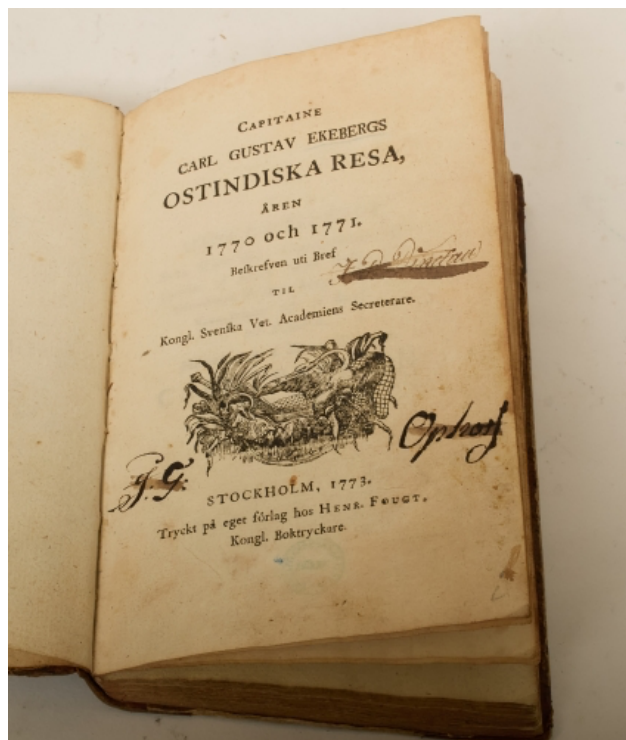 CAPITAINE
CARL GUSTAV EKEBERGS
OSTINDISKA RESA,
ÅREN
1770 och 1771.
Beſkrefven uti Bref
TIL
Kongl. Svenſka Vet. Academiens Secreterare.
J. G.
STOCKHOLM, 1773.
Tryckt på eget förlag hos HENR. FOUGT,
Kongl. Boktryckare.